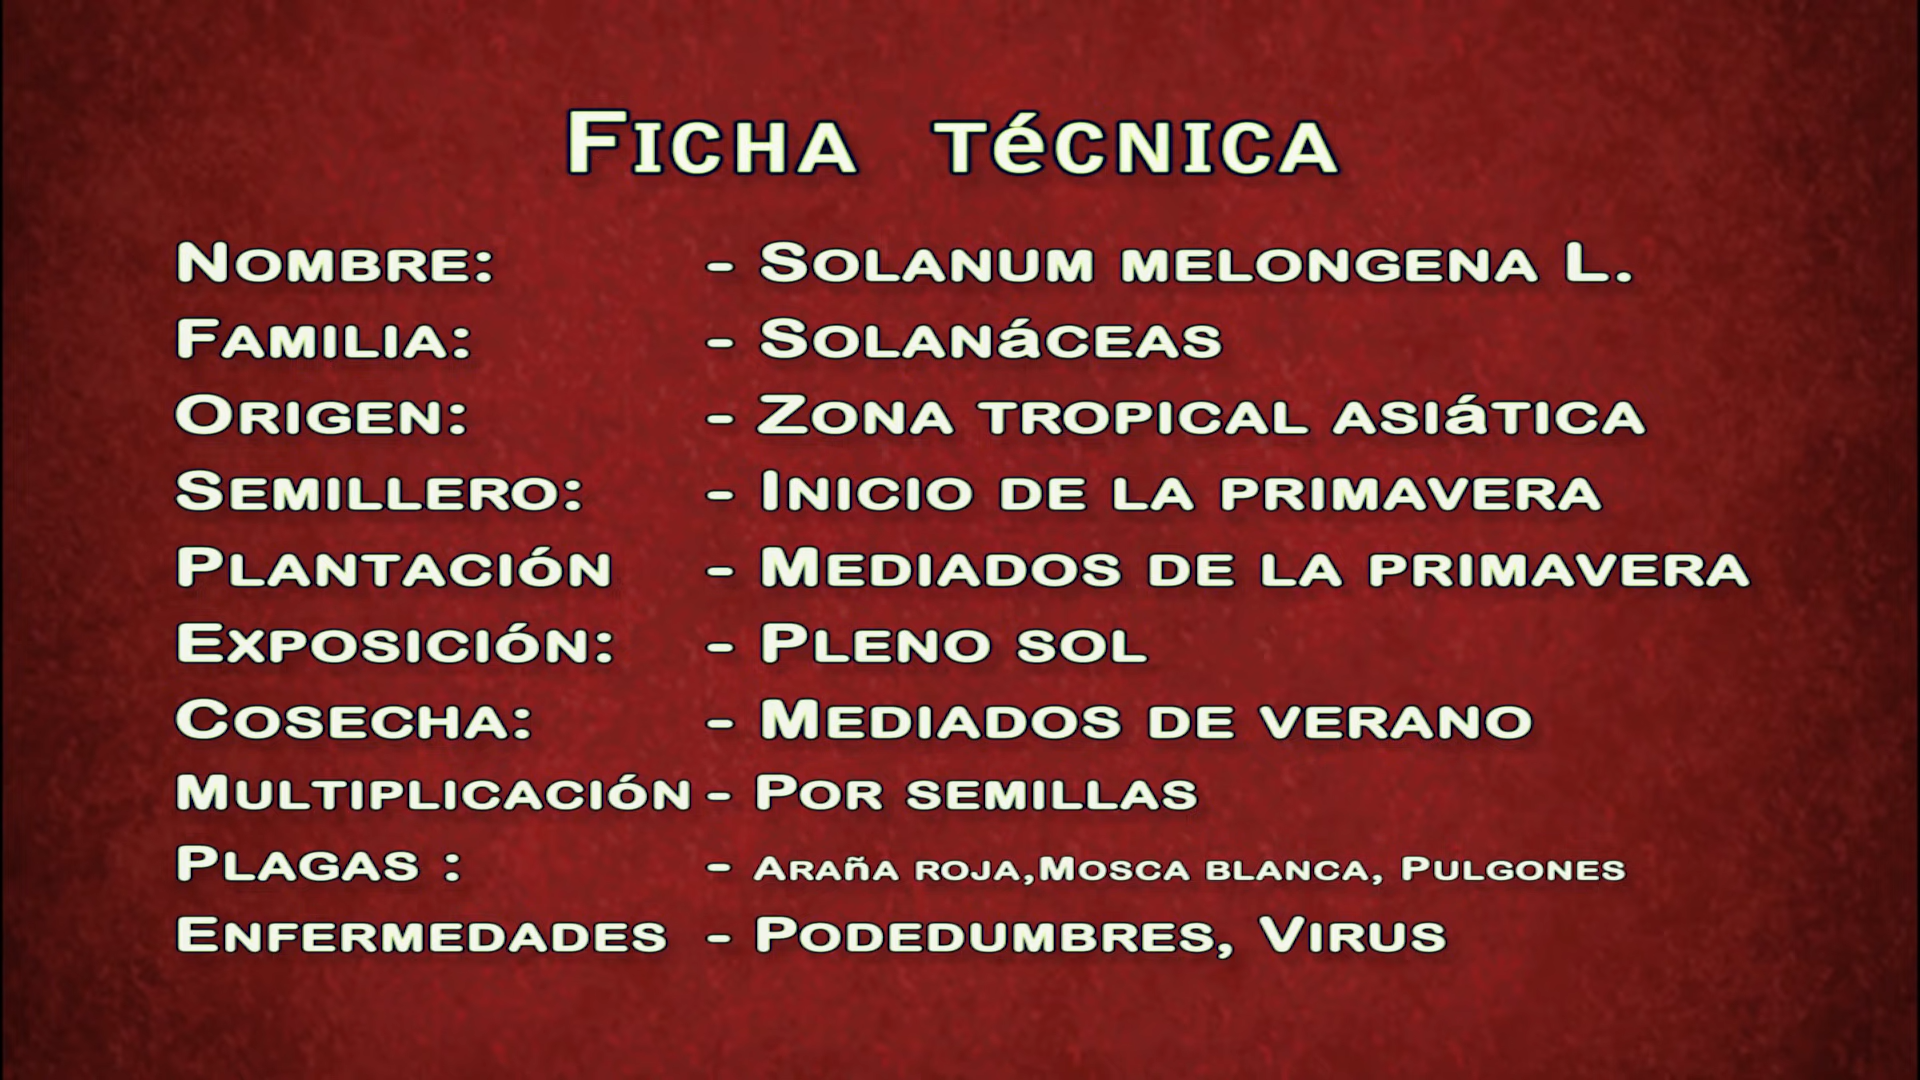 Ficha técnica
Nombre: - Solanum melongena L.
Familia: - Solanáceas
Origen: - Zona tropical asiática
Semillero: - Inicio de la primavera
Plantación - Mediados de la primavera
Exposición: - Pleno sol
Cosecha: - Mediados de verano
Multiplicación - Por semillas
Plagas : - Araña roja,Mosca blanca, Pulgones
Enfermedades - Podedumbres, Virus